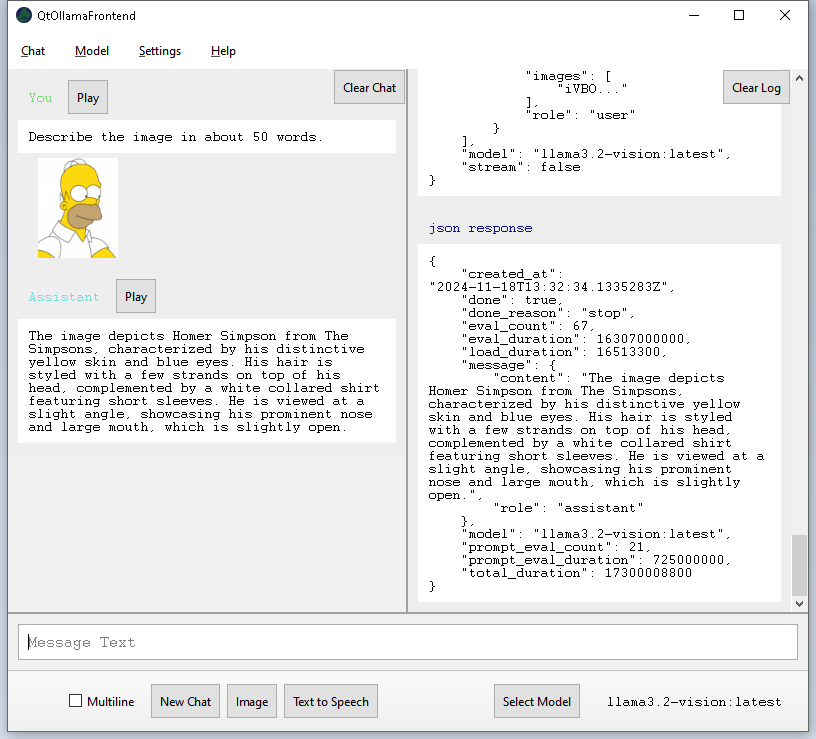 QtOllamaFrontend
Chat Model Settings Help
You Play Clear Chat
Describe the image in about 50 words.
Assistant Play
The image depicts Homer Simpson from The
Simpsons, characterized by his distinctive
yellow skin and blue eyes. His hair is
styled with a few strands on top of his
head, complemented by a white collared shirt
featuring short sleeves. He is viewed at a
slight angle, showcasing his prominent nose
and large mouth, which is slightly open.
Clear Log
"images": [
"iVBO..."
],
"role": "user"
}
],
"model": "llama3.2-vision:latest",
"stream": false
}
json response
{
"created_at":
"2024-11-18T13:32:34.1335283Z",
"done": true,
"done_reason": "stop",
"eval_count": 67,
"eval_duration": 16307000000,
"load_duration": 16513300,
"message": {
"content": "The image depicts
Homer Simpson from The Simpsons,
characterized by his distinctive yellow
skin and blue eyes. His hair is styled
with a few strands on top of his head,
complemented by a white collared shirt
featuring short sleeves. He is viewed at a
slight angle, showcasing his prominent
nose and large mouth, which is slightly
open.",
"role": "assistant"
},
"model": "llama3.2-vision:latest",
"prompt_eval_count": 21,
"prompt_eval_duration": 725000000,
"total_duration": 17300008800
}
Message Text
Multiline New Chat Image Text to Speech Select Model llama3.2-vision:latest